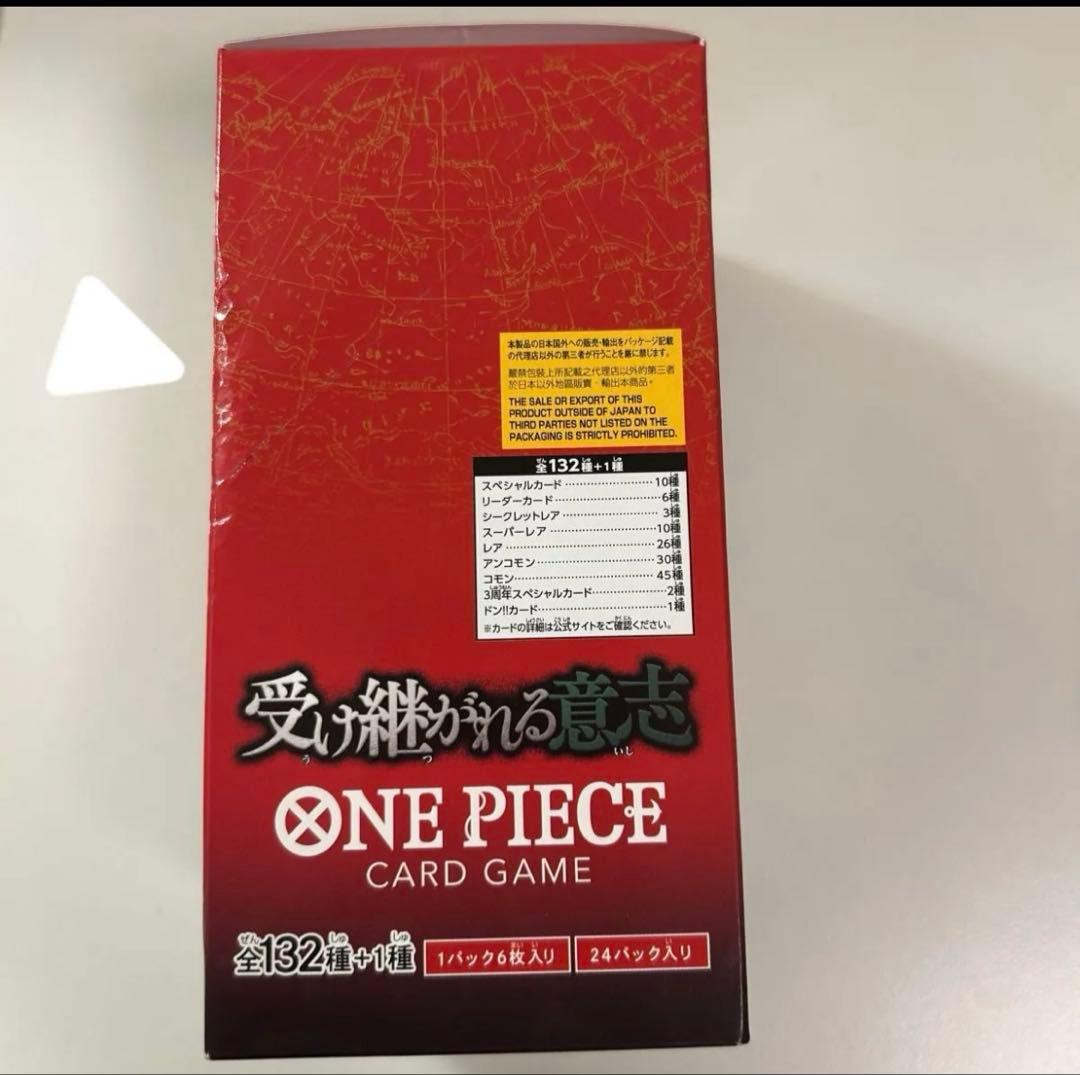 本製品の日本国外への販売・輸出をパッケージ記載
の代理店以外の第三者が行うことを厳に禁じます。
嚴禁包裝上所記載之代理店以外的第三者
於日本以外地區販賣・輸出本商品。
THE SALE OR EXPORT OF THIS
PRODUCT OUTSIDE OF JAPAN TO
THIRD PARTIES NOT LISTED ON THE
PACKAGING IS STRICTLY PROHIBITED.
全132種+1種
スペシャルカード 10種
リーダーカード 6種
シークレットレア 3種
スーパーレア 10種
レア 26種
アンコモン 30種
コモン 45種
3周年スペシャルカード 2種
ドン!!カード 1種
※カードの詳細は公式サイトをご確認ください。
受け継がれる意志
ONE PIECE
CARD GAME
全132種+1種 1パック6枚入り 24パック入り